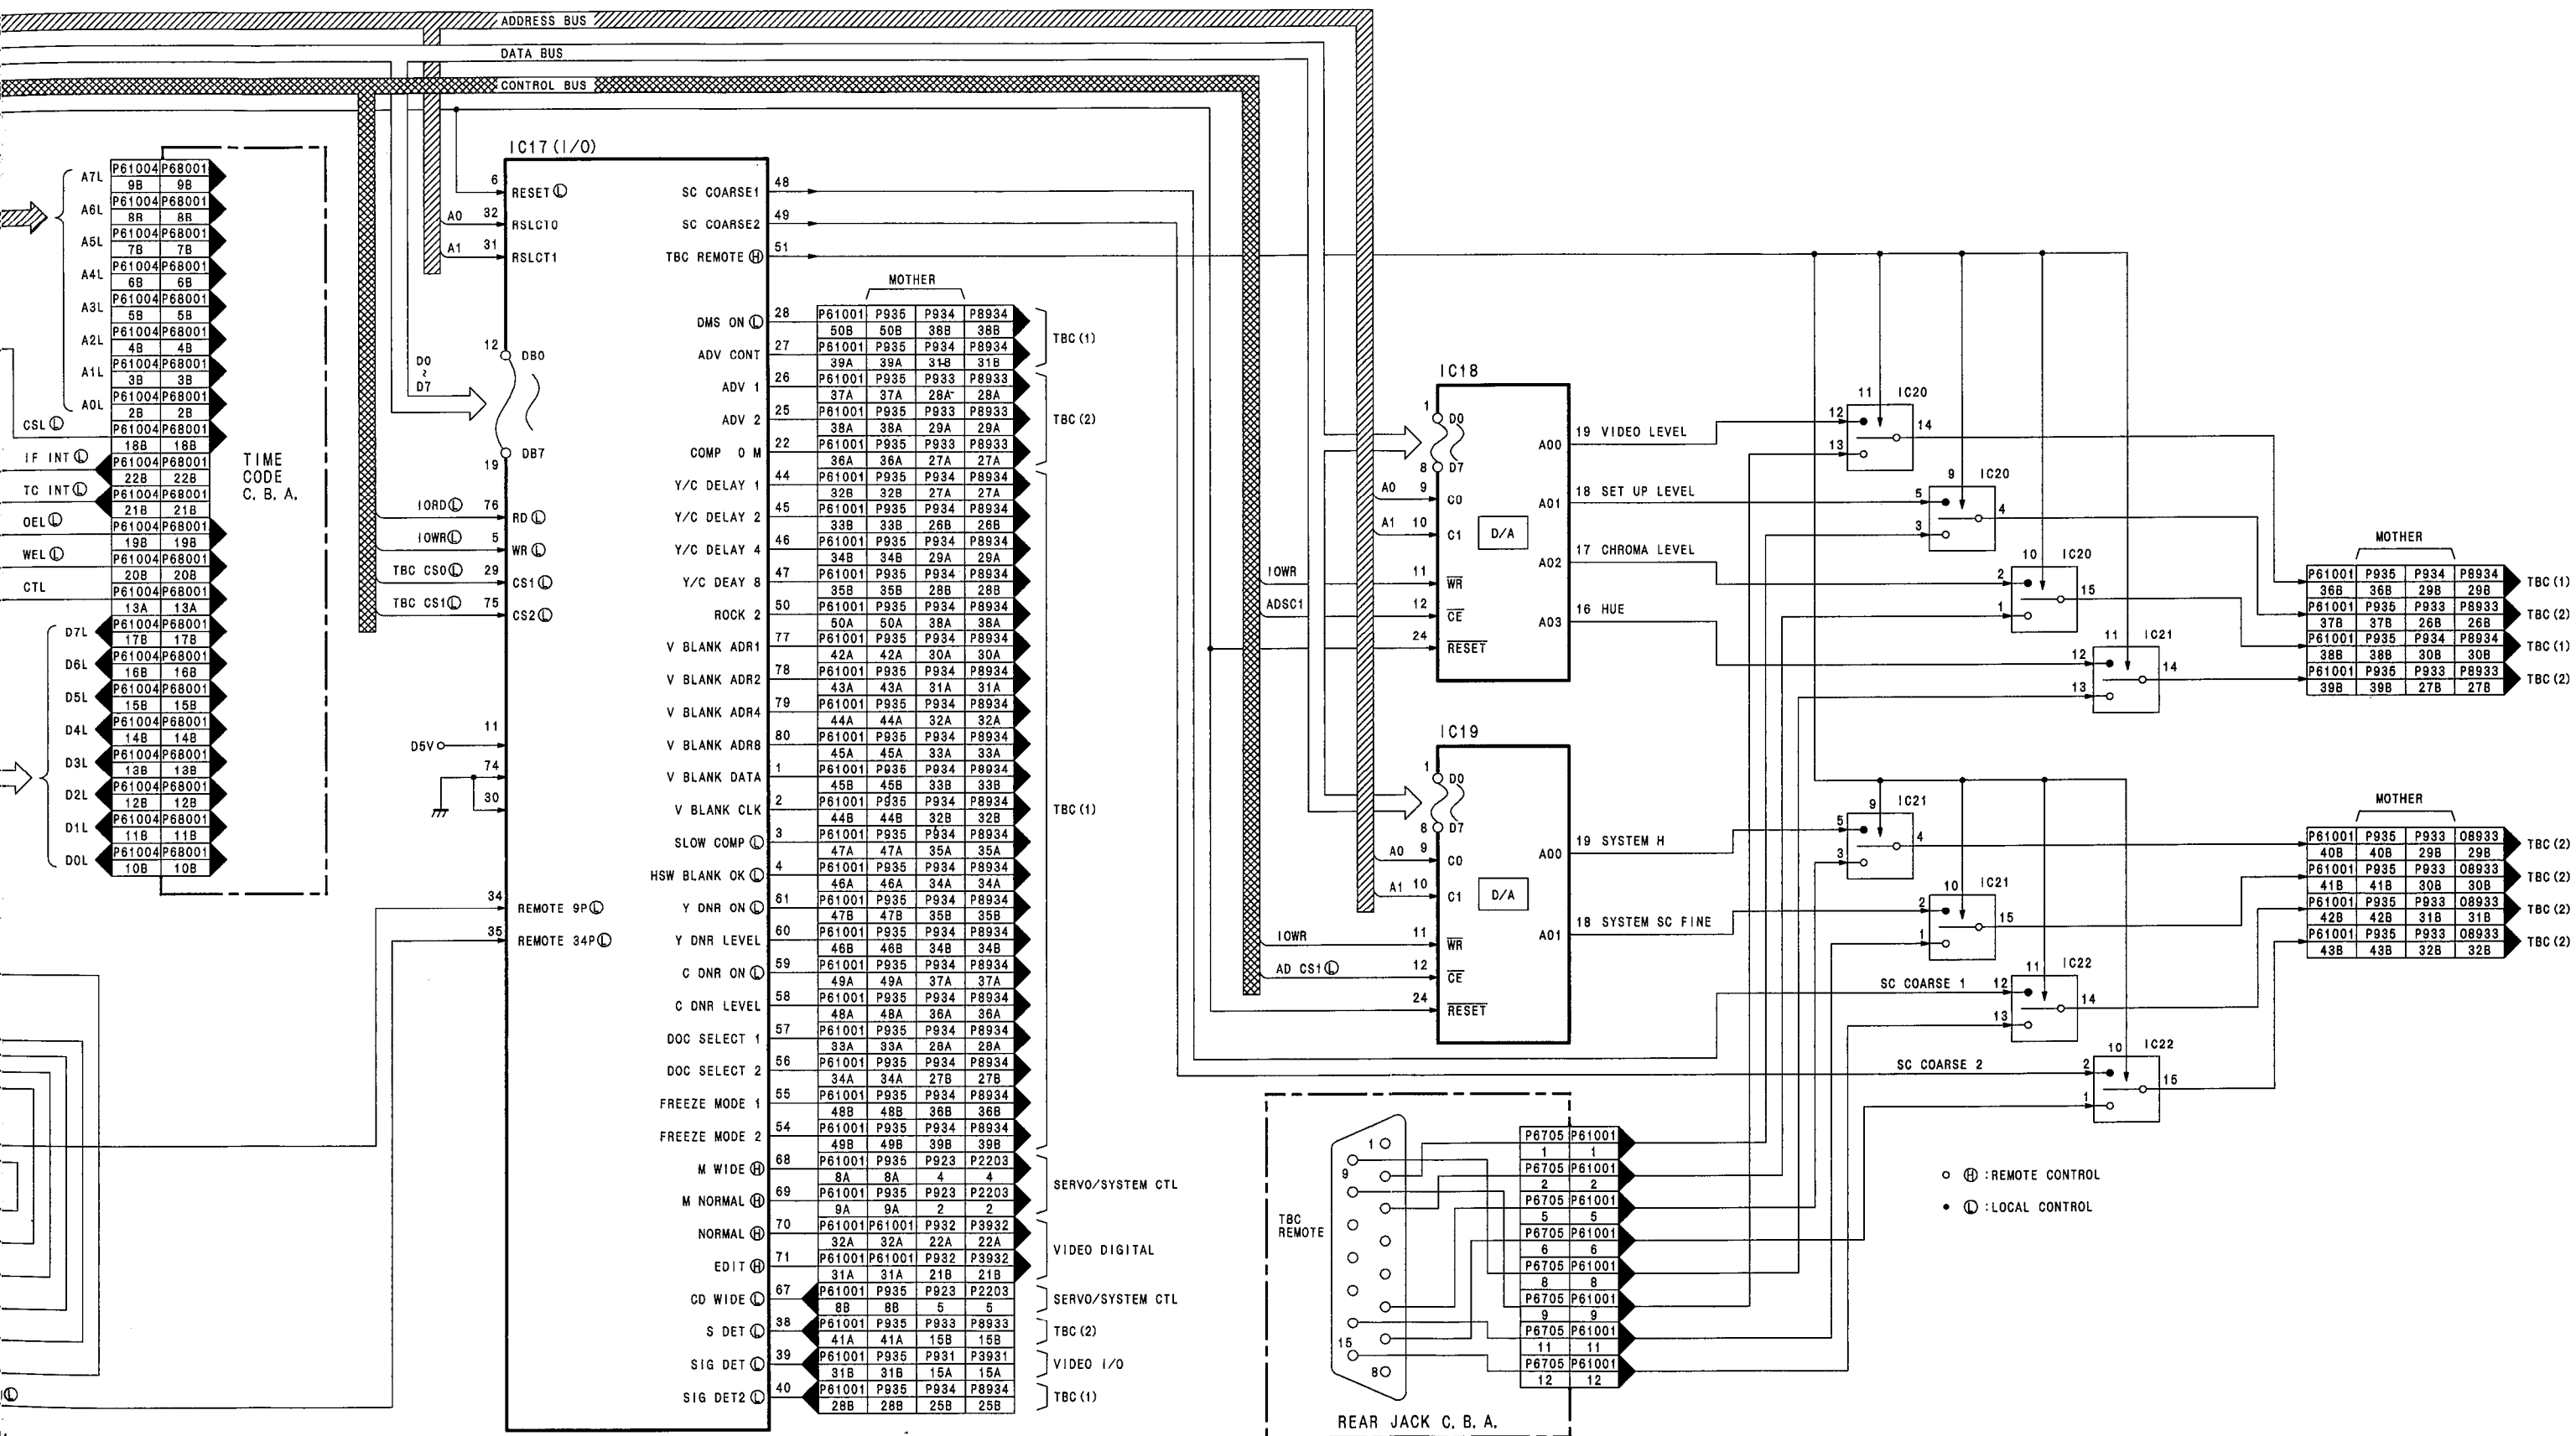 ADDRESS BUS
DATA BUS
CONTROL BUS
A7L P61004 P68001
9B 9B
A6L P61004 P68001
8B 8B
A5L P61004 P68001
7B 7B
A4L P61004 P68001
6B 6B
A3L P61004 P68001
5B 5B
A2L P61004 P68001
4B 4B
A1L P61004 P68001
3B 3B
A0L P61004 P68001
2B 2B
CSL Ⓛ P61004 P68001
18B 18B
IF INT Ⓛ P61004 P68001
22B 22B
TC INT Ⓛ P61004 P68001
21B 21B
OEL Ⓛ P61004 P68001
19B 19B
WEL Ⓛ P61004 P68001
20B 20B
CTL P61004 P68001
13A 13A
D7L P61004 P68001
17B 17B
D6L P61004 P68001
16B 16B
D5L P61004 P68001
15B 15B
D4L P61004 P68001
14B 14B
D3L P61004 P68001
13B 13B
D2L P61004 P68001
12B 12B
D1L P61004 P68001
11B 11B
D0L P61004 P68001
10B 10B
TIME
CODE
C. B. A.
IC17(I/O)
6 RESET Ⓛ
A0 32 RSLCT0
A1 31 RSLCT1
12 DB0
D0
~
D7
19 DB7
IORD Ⓛ 76 RD Ⓛ
IOWR Ⓛ 5 WR Ⓛ
TBC CS0 Ⓛ 29 CS1 Ⓛ
TBC CS1 Ⓛ 75 CS2 Ⓛ
D5V 11
74
30
34 REMOTE 9P Ⓛ
35 REMOTE 34P Ⓛ
Ⓛ
SC COARSE1 48
SC COARSE2 49
TBC REMOTE Ⓗ 51
MOTHER
DMS ON Ⓛ 28 P61001 P935 P934 P8934
50B 50B 38B 38B
TBC(1)
ADV CONT 27 P61001 P935 P934 P8934
39A 39A 31B 31B
ADV 1 26 P61001 P935 P933 P8933
37A 37A 28A 28A
ADV 2 25 P61001 P935 P933 P8933
38A 38A 29A 29A
TBC(2)
COMP O M 22 P61001 P935 P933 P8933
36A 36A 27A 27A
Y/C DELAY 1 44 P61001 P935 P934 P8934
32B 32B 27A 27A
Y/C DELAY 2 45 P61001 P935 P934 P8934
33B 33B 26B 26B
Y/C DELAY 4 46 P61001 P935 P934 P8934
34B 34B 29A 29A
Y/C DEAY 8 47 P61001 P935 P934 P8934
35B 35B 28B 28B
ROCK 2 50 P61001 P935 P934 P8934
50A 50A 38A 38A
V BLANK ADR1 77 P61001 P935 P934 P8934
42A 42A 30A 30A
V BLANK ADR2 78 P61001 P935 P934 P8934
43A 43A 31A 31A
V BLANK ADR4 79 P61001 P935 P934 P8934
44A 44A 32A 32A
V BLANK ADR8 80 P61001 P935 P934 P8934
45A 45A 33A 33A
V BLANK DATA 1 P61001 P935 P934 P8934
45B 45B 33B 33B
V BLANK CLK 2 P61001 P935 P934 P8934
44B 44B 32B 32B
TBC(1)
SLOW COMP Ⓛ 3 P61001 P935 P934 P8934
47A 47A 35A 35A
HSW BLANK OK Ⓛ 4 P61001 P935 P934 P8934
46A 46A 34A 34A
Y DNR ON Ⓛ 61 P61001 P935 P934 P8934
47B 47B 35B 35B
Y DNR LEVEL 60 P61001 P935 P934 P8934
46B 46B 34B 34B
C DNR ON Ⓛ 59 P61001 P935 P934 P8934
49A 49A 37A 37A
C DNR LEVEL 58 P61001 P935 P934 P8934
48A 48A 36A 36A
DOC SELECT 1 57 P61001 P935 P934 P8934
33A 33A 28A 28A
DOC SELECT 2 56 P61001 P935 P934 P8934
34A 34A 27B 27B
FREEZE MODE 1 55 P61001 P935 P934 P8934
48B 48B 36B 36B
FREEZE MODE 2 54 P61001 P935 P934 P8934
49B 49B 39B 39B
M WIDE Ⓗ 68 P61001 P935 P923 P2203
8A 8A 4 4
SERVO/SYSTEM CTL
M NORMAL Ⓗ 69 P61001 P935 P923 P2203
9A 9A 2 2
NORMAL Ⓗ 70 P61001 P61001 P932 P3932
32A 32A 22A 22A
VIDEO DIGITAL
EDIT Ⓗ 71 P61001 P61001 P932 P3932
31A 31A 21B 21B
CD WIDE Ⓛ 67 P61001 P935 P923 P2203
8B 8B 5 5
SERVO/SYSTEM CTL
S DET Ⓛ 38 P61001 P935 P933 P8933
41A 41A 15B 15B
TBC(2)
SIG DET Ⓛ 39 P61001 P935 P931 P3931
31B 31B 15A 15A
VIDEO I/O
SIG DET2 Ⓛ 40 P61001 P935 P934 P8934
28B 28B 25B 25B
TBC(1)
IC18
1 D0
8 D7
A0 9 C0
A1 10 C1
D/A
IOWR 11 WR
ADSC1 12 CE
24 RESET
A00 19 VIDEO LEVEL
A01 18 SET UP LEVEL
A02 17 CHROMA LEVEL
A03 16 HUE
IC19
1 D0
8 D7
A0 9 C0
A1 10 C1
D/A
IOWR 11 WR
AD CS1 Ⓛ 12 CE
24 RESET
A00 19 SYSTEM H
A01 18 SYSTEM SC FINE
11 IC20
12 14
13
9 IC20
5 4
3
10 IC20
2 15
1
11 IC21
12 14
13
MOTHER
P61001 P935 P934 P8934 TBC(1)
36B 36B 29B 29B
P61001 P935 P933 P8933 TBC(2)
37B 37B 26B 26B
P61001 P935 P934 P8934 TBC(1)
38B 38B 30B 30B
P61001 P935 P933 P8933 TBC(2)
39B 39B 27B 27B
9 IC21
5 4
3
10 IC21
2 15
1
11 IC22
SC COARSE 1 12 14
13
10 IC22
SC COARSE 2 2 15
1
MOTHER
P61001 P935 P933 08933 TBC(2)
40B 40B 29B 29B
P61001 P935 P933 08933 TBC(2)
41B 41B 30B 30B
P61001 P935 P933 08933 TBC(2)
42B 42B 31B 31B
P61001 P935 P933 08933 TBC(2)
43B 43B 32B 32B
○ Ⓗ :REMOTE CONTROL
● Ⓛ :LOCAL CONTROL
TBC
REMOTE
1
9
15
8
P6705 P61001
1 1
P6705 P61001
2 2
P6705 P61001
5 5
P6705 P61001
6 6
P6705 P61001
8 8
P6705 P61001
9 9
P6705 P61001
11 11
P6705 P61001
12 12
REAR JACK C. B. A.